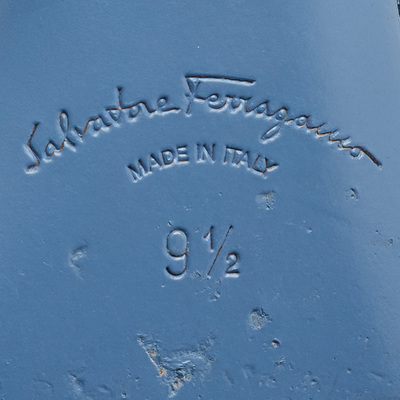 Salvatore Ferragamo
MADE IN ITALY
9 1/2